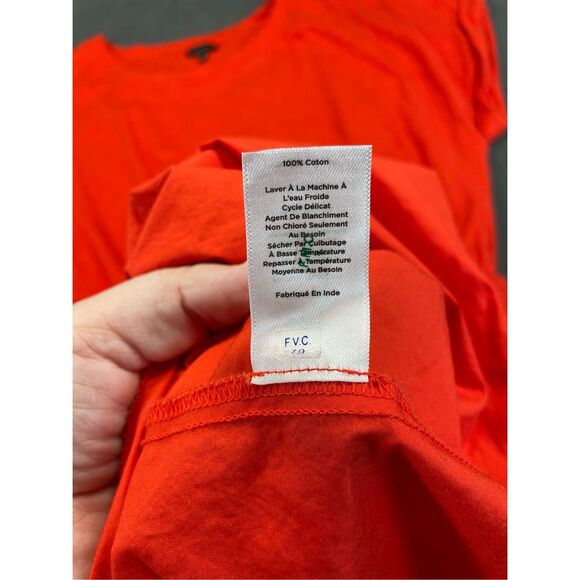 100% Coton
Laver À La Machine À
L'eau Froide
Cycle Délicat
Agent De Blanchiment
Non Chloré Seulement
Au Besoin
Sécher Par Culbutage
À Basse Température
Repasser À Température
Moyenne Au Besoin
Fabriqué En Inde
F.V.C.